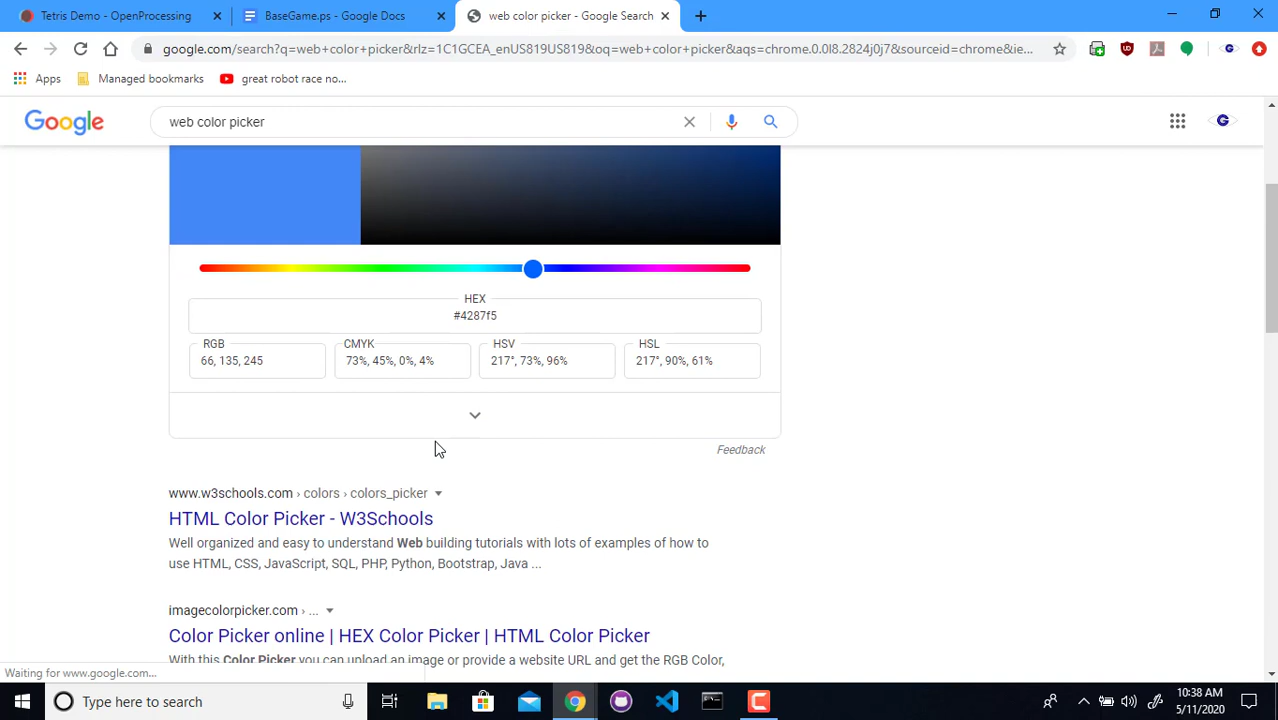 Tetris Demo - OpenProcessing
BaseGame.ps - Google Docs
web color picker - Google Search
google.com/search?q=web+color+picker&rlz=1C1GCEA_enUS819US819&oq=web+color+picker&aqs=chrome.0.0l8.2824j0j7&sourceid=chrome&ie...
Apps
Managed bookmarks
great robot race no...
Google
web color picker
HEX
#4287f5
RGB
66, 135, 245
CMYK
73%, 45%, 0%, 4%
HSV
217°, 73%, 96%
HSL
217°, 90%, 61%
Feedback
www.w3schools.com › colors › colors_picker
HTML Color Picker - W3Schools
Well organized and easy to understand Web building tutorials with lots of examples of how to
use HTML, CSS, JavaScript, SQL, PHP, Python, Bootstrap, Java ...
imagecolorpicker.com › ...
Color Picker online | HEX Color Picker | HTML Color Picker
With this Color Picker you can upload an image or provide a website URL and get the RGB Color,
Waiting for www.google.com...
Type here to search
10:38 AM
5/11/2020